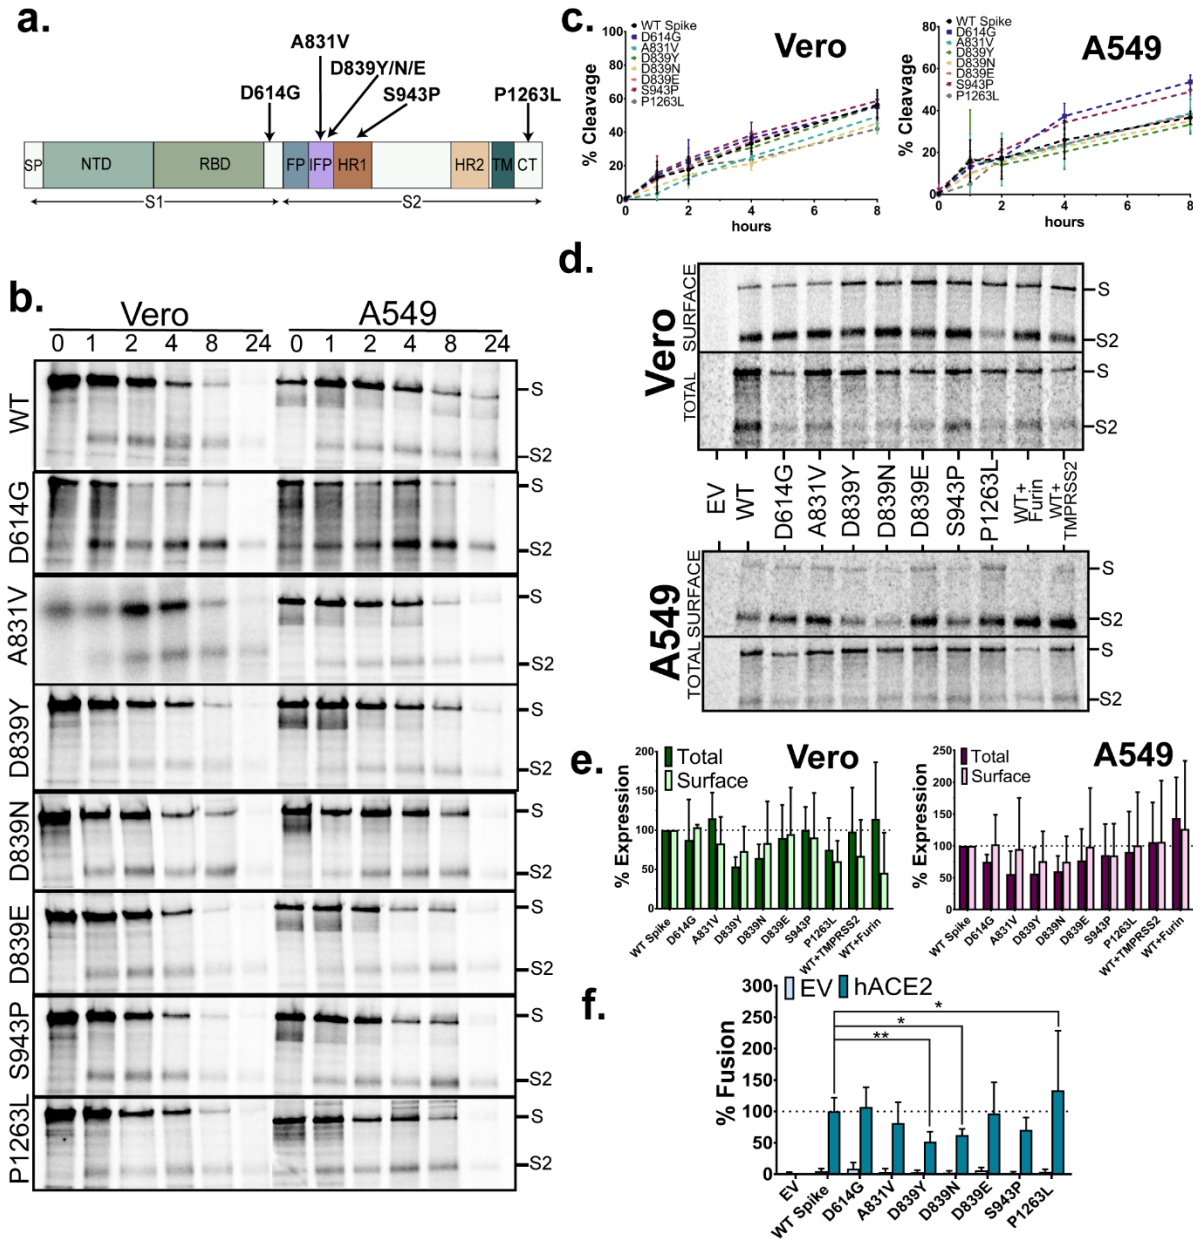 a.
A831V
D839Y/N/E
D614G
S943P
P1263L
SP NTD RBD FP IFP HR1 HR2 TM CT
S1 S2
b.
Vero A549
0 1 2 4 8 24 0 1 2 4 8 24
WT
S
S2
D614G
S
S2
A831V
S
S2
D839Y
S
S2
D839N
S
S2
D839E
S
S2
S943P
S
S2
P1263L
S
S2
c.
Vero
% Cleavage
100
80
60
40
20
0
0 2 4 6 8
hours
WT Spike
D614G
A831V
D839Y
D839N
D839E
S943P
P1263L
A549
% Cleavage
80
60
40
20
0
0 2 4 6 8
hours
WT Spike
D614G
A831V
D839Y
D839N
D839E
S943P
P1263L
d.
Vero
SURFACE
S
S2
TOTAL
S
S2
EV
WT
D614G
A831V
D839Y
D839N
D839E
S943P
P1263L
WT+
Furin
WT+
TMPRSS2
A549
SURFACE
S
S2
TOTAL
S
S2
e.
Vero
Total
Surface
% Expression
200
150
100
50
0
WT Spike
D614G
A831V
D839Y
D839N
D839E
S943P
P1263L
WT+TMPRSS2
WT+Furin
A549
Total
Surface
% Expression
250
200
150
100
50
0
WT Spike
D614G
A831V
D839Y
D839N
D839E
S943P
P1263L
WT+TMPRSS2
WT+Furin
f.
EV hACE2
% Fusion
300
250
200
150
100
50
0
*
*
**
EV
WT Spike
D614G
A831V
D839Y
D839N
D839E
S943P
P1263L